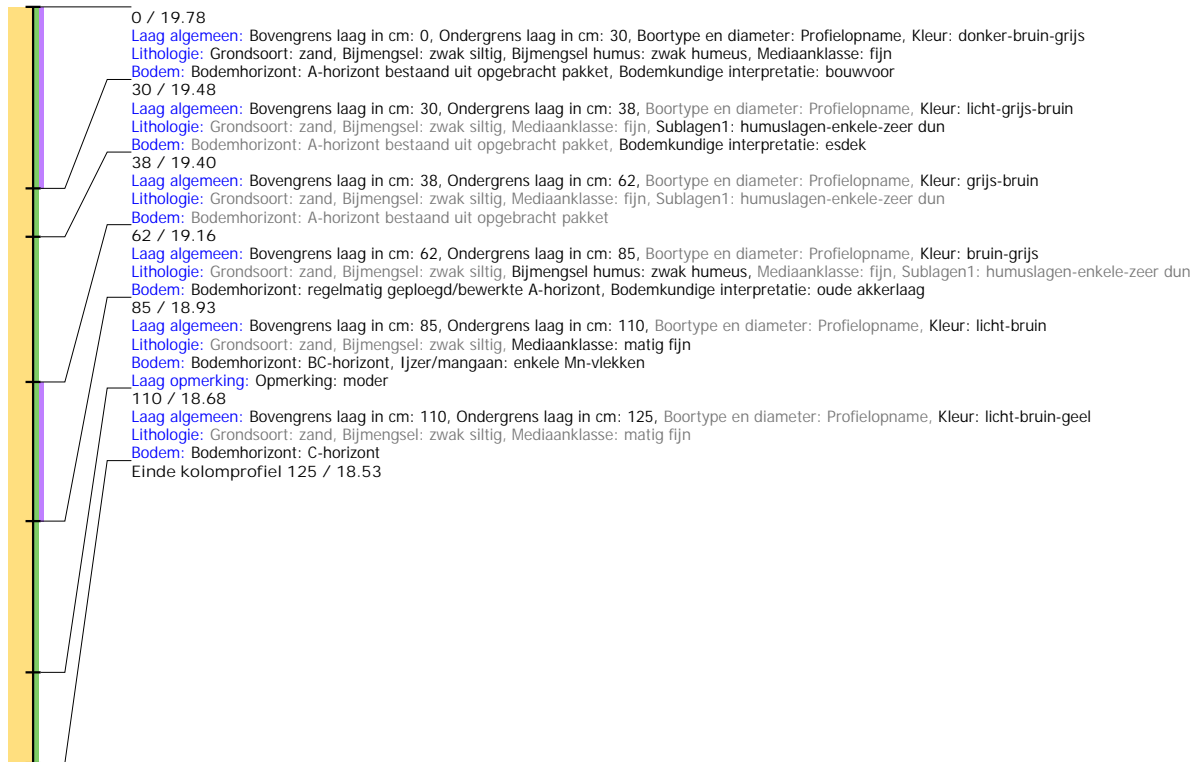 0 / 19.78
Laag algemeen: Bovengrens laag in cm: 0, Ondergrens laag in cm: 30, Boortype en diameter: Profielopname, Kleur: donker-bruin-grijs
Lithologie: Grondsoort: zand, Bijmengsel: zwak siltig, Bijmengsel humus: zwak humeus, Mediaanklasse: fijn
Bodem: Bodemhorizont: A-horizont bestaand uit opgebracht pakket, Bodemkundige interpretatie: bouwvoor
30 / 19.48
Laag algemeen: Bovengrens laag in cm: 30, Ondergrens laag in cm: 38, Boortype en diameter: Profielopname, Kleur: licht-grijs-bruin
Lithologie: Grondsoort: zand, Bijmengsel: zwak siltig, Mediaanklasse: fijn, Sublagen1: humuslagen-enkele-zeer dun
Bodem: Bodemhorizont: A-horizont bestaand uit opgebracht pakket, Bodemkundige interpretatie: esdek
38 / 19.40
Laag algemeen: Bovengrens laag in cm: 38, Ondergrens laag in cm: 62, Boortype en diameter: Profielopname, Kleur: grijs-bruin
Lithologie: Grondsoort: zand, Bijmengsel: zwak siltig, Mediaanklasse: fijn, Sublagen1: humuslagen-enkele-zeer dun
Bodem: Bodemhorizont: A-horizont bestaand uit opgebracht pakket
62 / 19.16
Laag algemeen: Bovengrens laag in cm: 62, Ondergrens laag in cm: 85, Boortype en diameter: Profielopname, Kleur: bruin-grijs
Lithologie: Grondsoort: zand, Bijmengsel: zwak siltig, Bijmengsel humus: zwak humeus, Mediaanklasse: fijn, Sublagen1: humuslagen-enkele-zeer dun
Bodem: Bodemhorizont: regelmatig geploegd/bewerkte A-horizont, Bodemkundige interpretatie: oude akkerlaag
85 / 18.93
Laag algemeen: Bovengrens laag in cm: 85, Ondergrens laag in cm: 110, Boortype en diameter: Profielopname, Kleur: licht-bruin
Lithologie: Grondsoort: zand, Bijmengsel: zwak siltig, Mediaanklasse: matig fijn
Bodem: Bodemhorizont: BC-horizont, Ijzer/mangaan: enkele Mn-vlekken
Laag opmerking: Opmerking: moder
110 / 18.68
Laag algemeen: Bovengrens laag in cm: 110, Ondergrens laag in cm: 125, Boortype en diameter: Profielopname, Kleur: licht-bruin-geel
Lithologie: Grondsoort: zand, Bijmengsel: zwak siltig, Mediaanklasse: matig fijn
Bodem: Bodemhorizont: C-horizont
Einde kolomprofiel 125 / 18.53